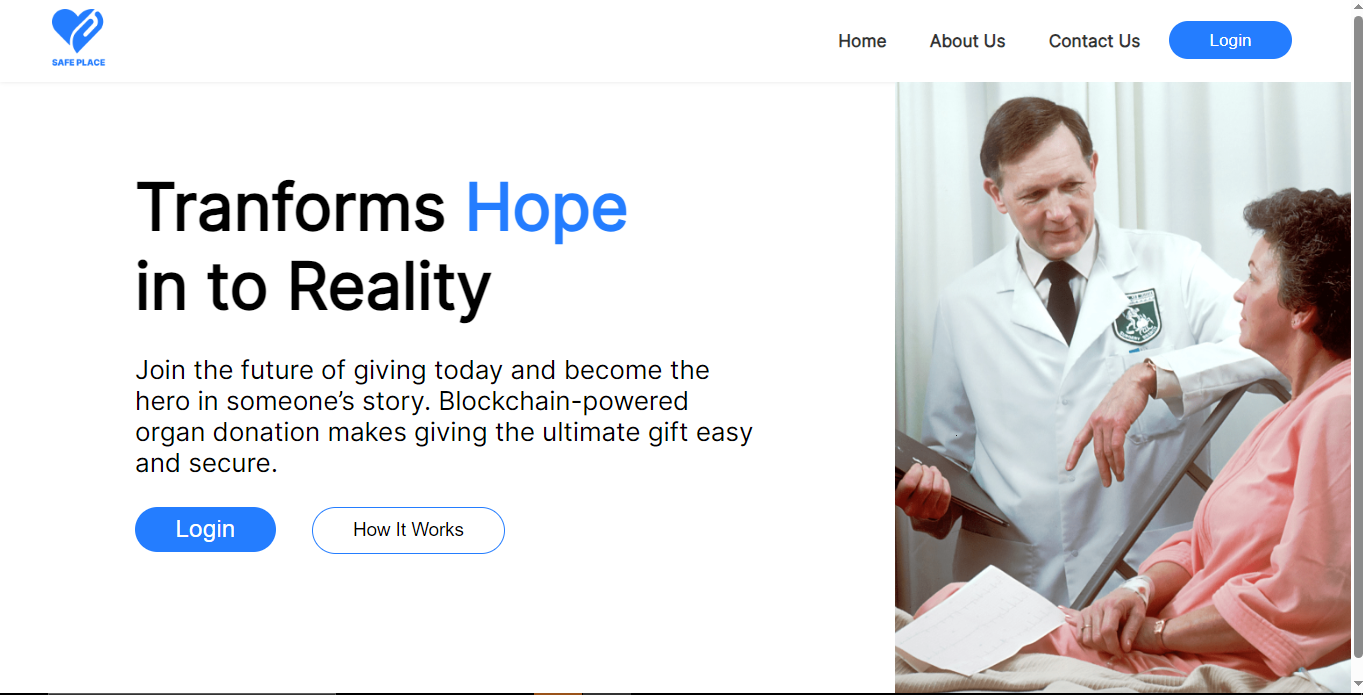 SAFE PLACE
Home
About Us
Contact Us
Login
Tranforms Hope
in to Reality
Join the future of giving today and become the
hero in someone’s story. Blockchain-powered
organ donation makes giving the ultimate gift easy
and secure.
Login
How It Works